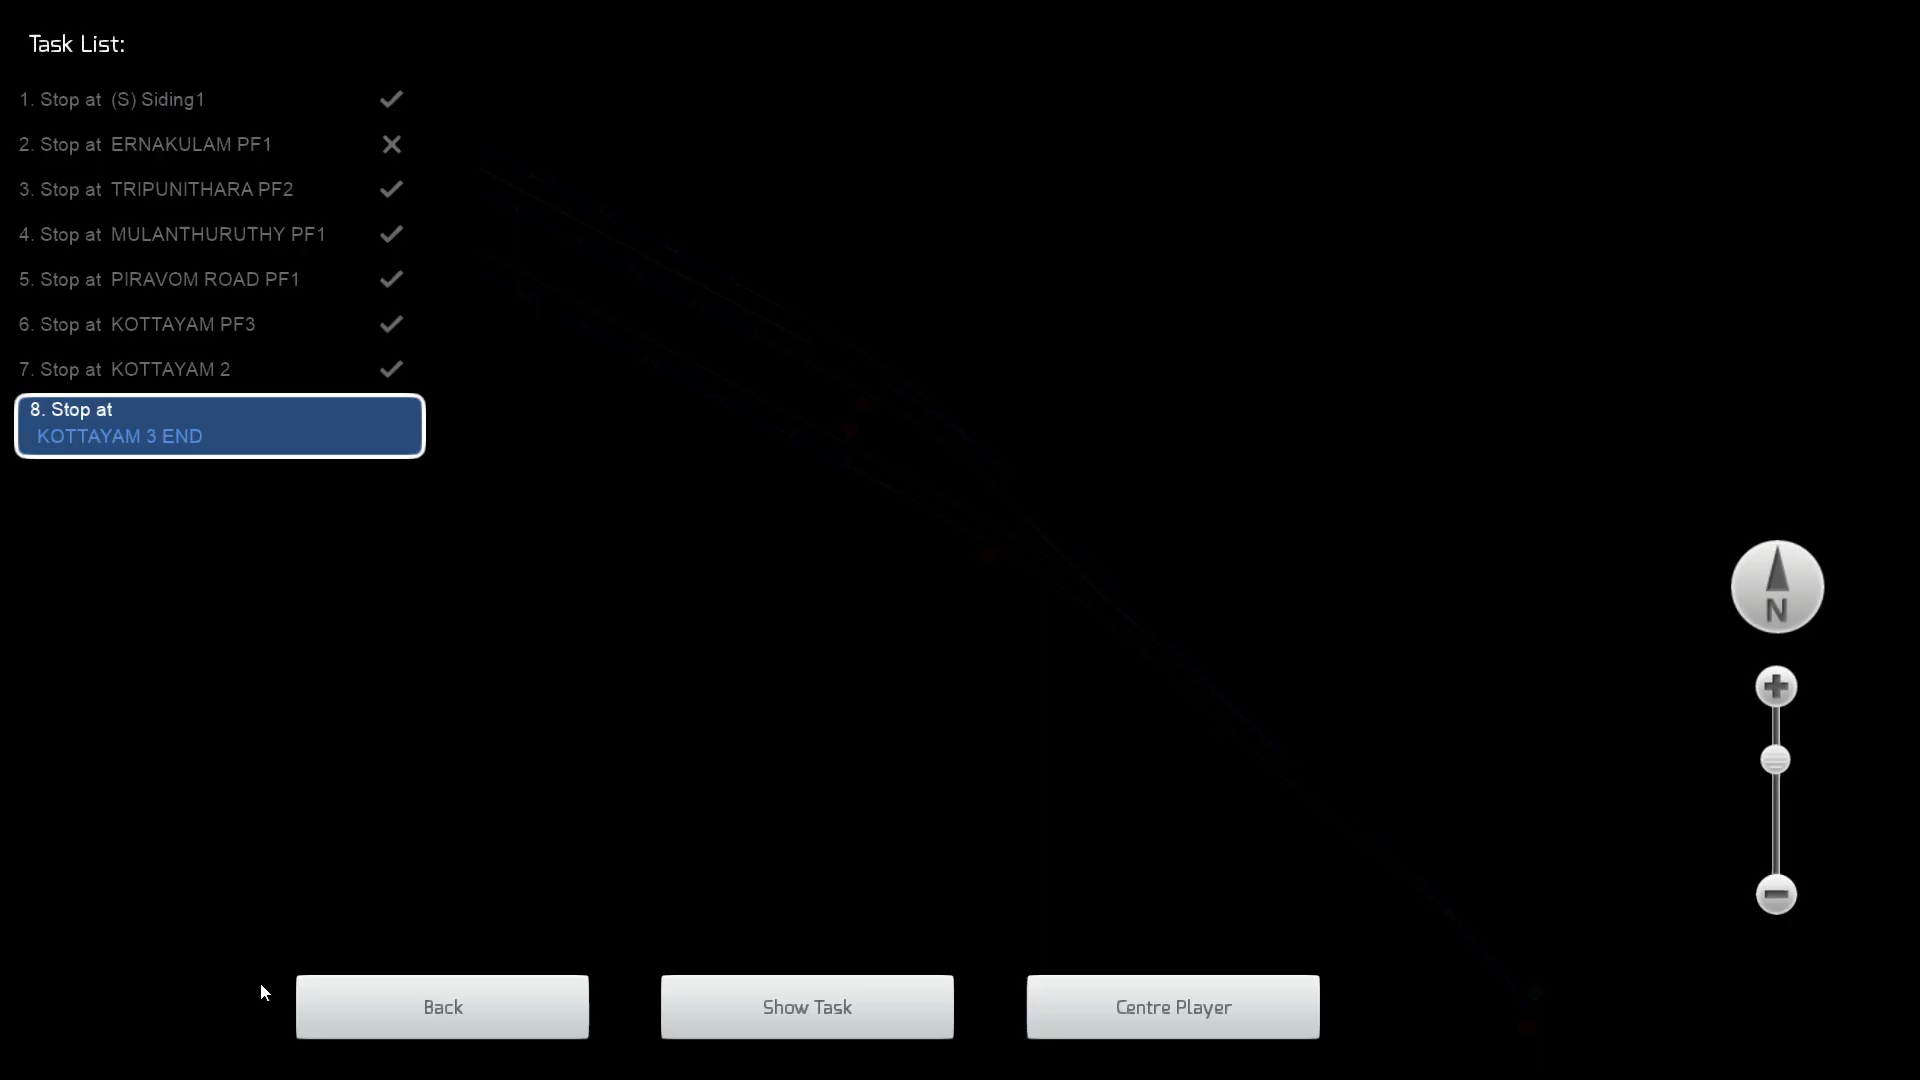 Task List:
1. Stop at (S) Siding1
2. Stop at ERNAKULAM PF1
3. Stop at TRIPUNITHARA PF2
4. Stop at MULANTHURUTHY PF1
5. Stop at PIRAVOM ROAD PF1
6. Stop at KOTTAYAM PF3
7. Stop at KOTTAYAM 2
8. Stop at
KOTTAYAM 3 END
N
Back
Show Task
Centre Player